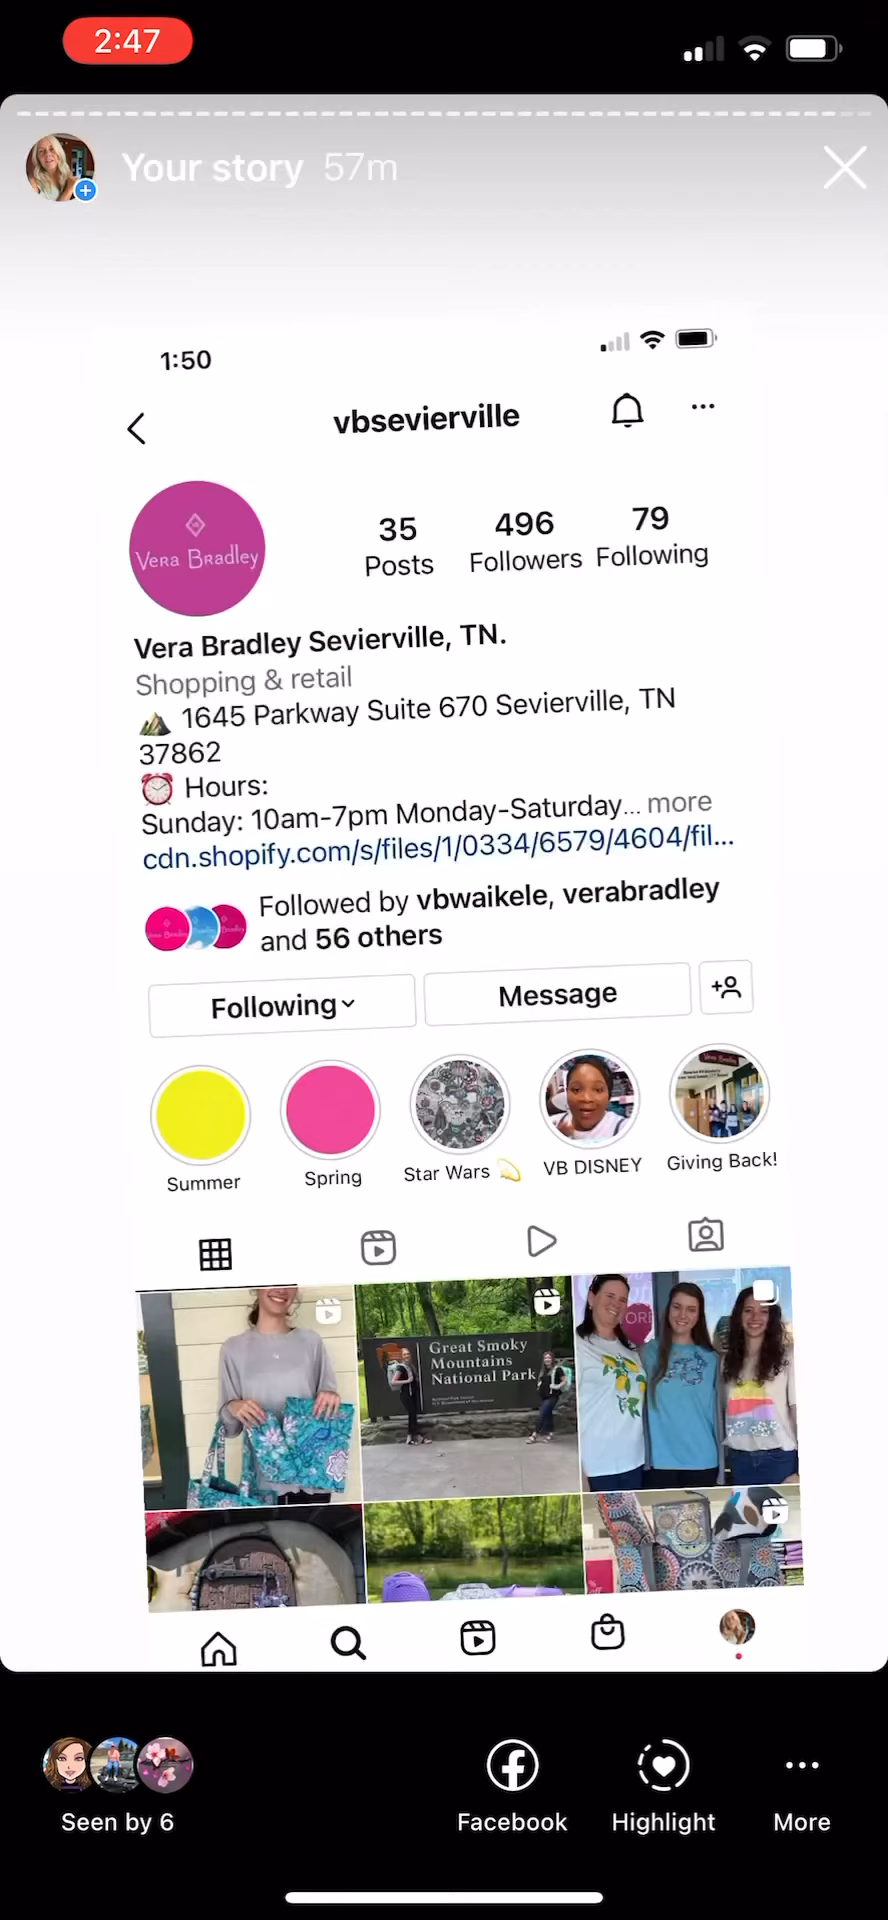 2:47
Your story 57m
1:50
vbsevierville
Vera Bradley
35 496 79
Posts Followers Following
Vera Bradley Sevierville, TN.
Shopping & retail
⛰️ 1645 Parkway Suite 670 Sevierville, TN
37862
⏰ Hours:
Sunday: 10am-7pm Monday-Saturday... more
cdn.shopify.com/s/files/1/0334/6579/4604/fil...
Followed by vbwaikele, verabradley
and 56 others
Following Message
Summer Spring Star Wars 💫 VB DISNEY Giving Back!
Great Smoky
Mountains
National Park
Seen by 6 Facebook Highlight More